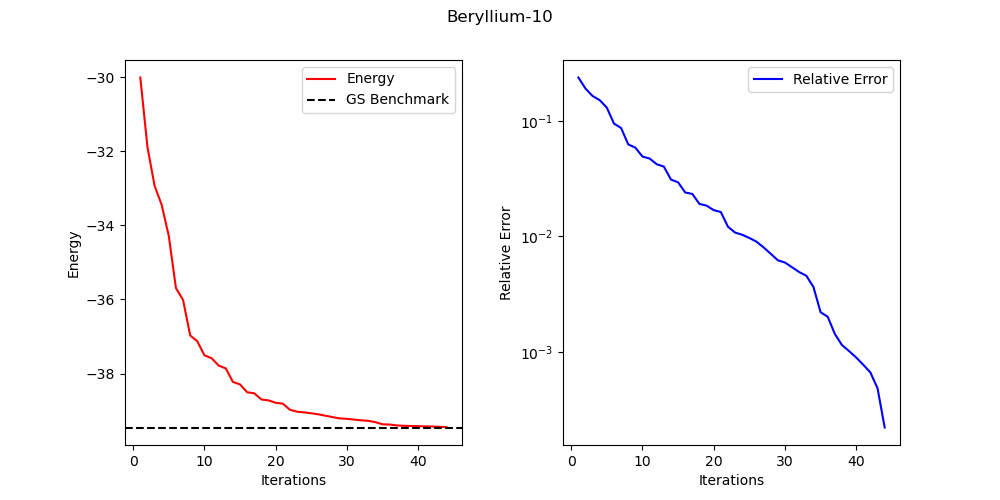 Beryllium-10
Energy
GS Benchmark
−30
−32
−34
−36
−38
Energy
0
10
20
30
40
Iterations
Relative Error
10⁻¹
10⁻²
10⁻³
Relative Error
0
10
20
30
40
Iterations